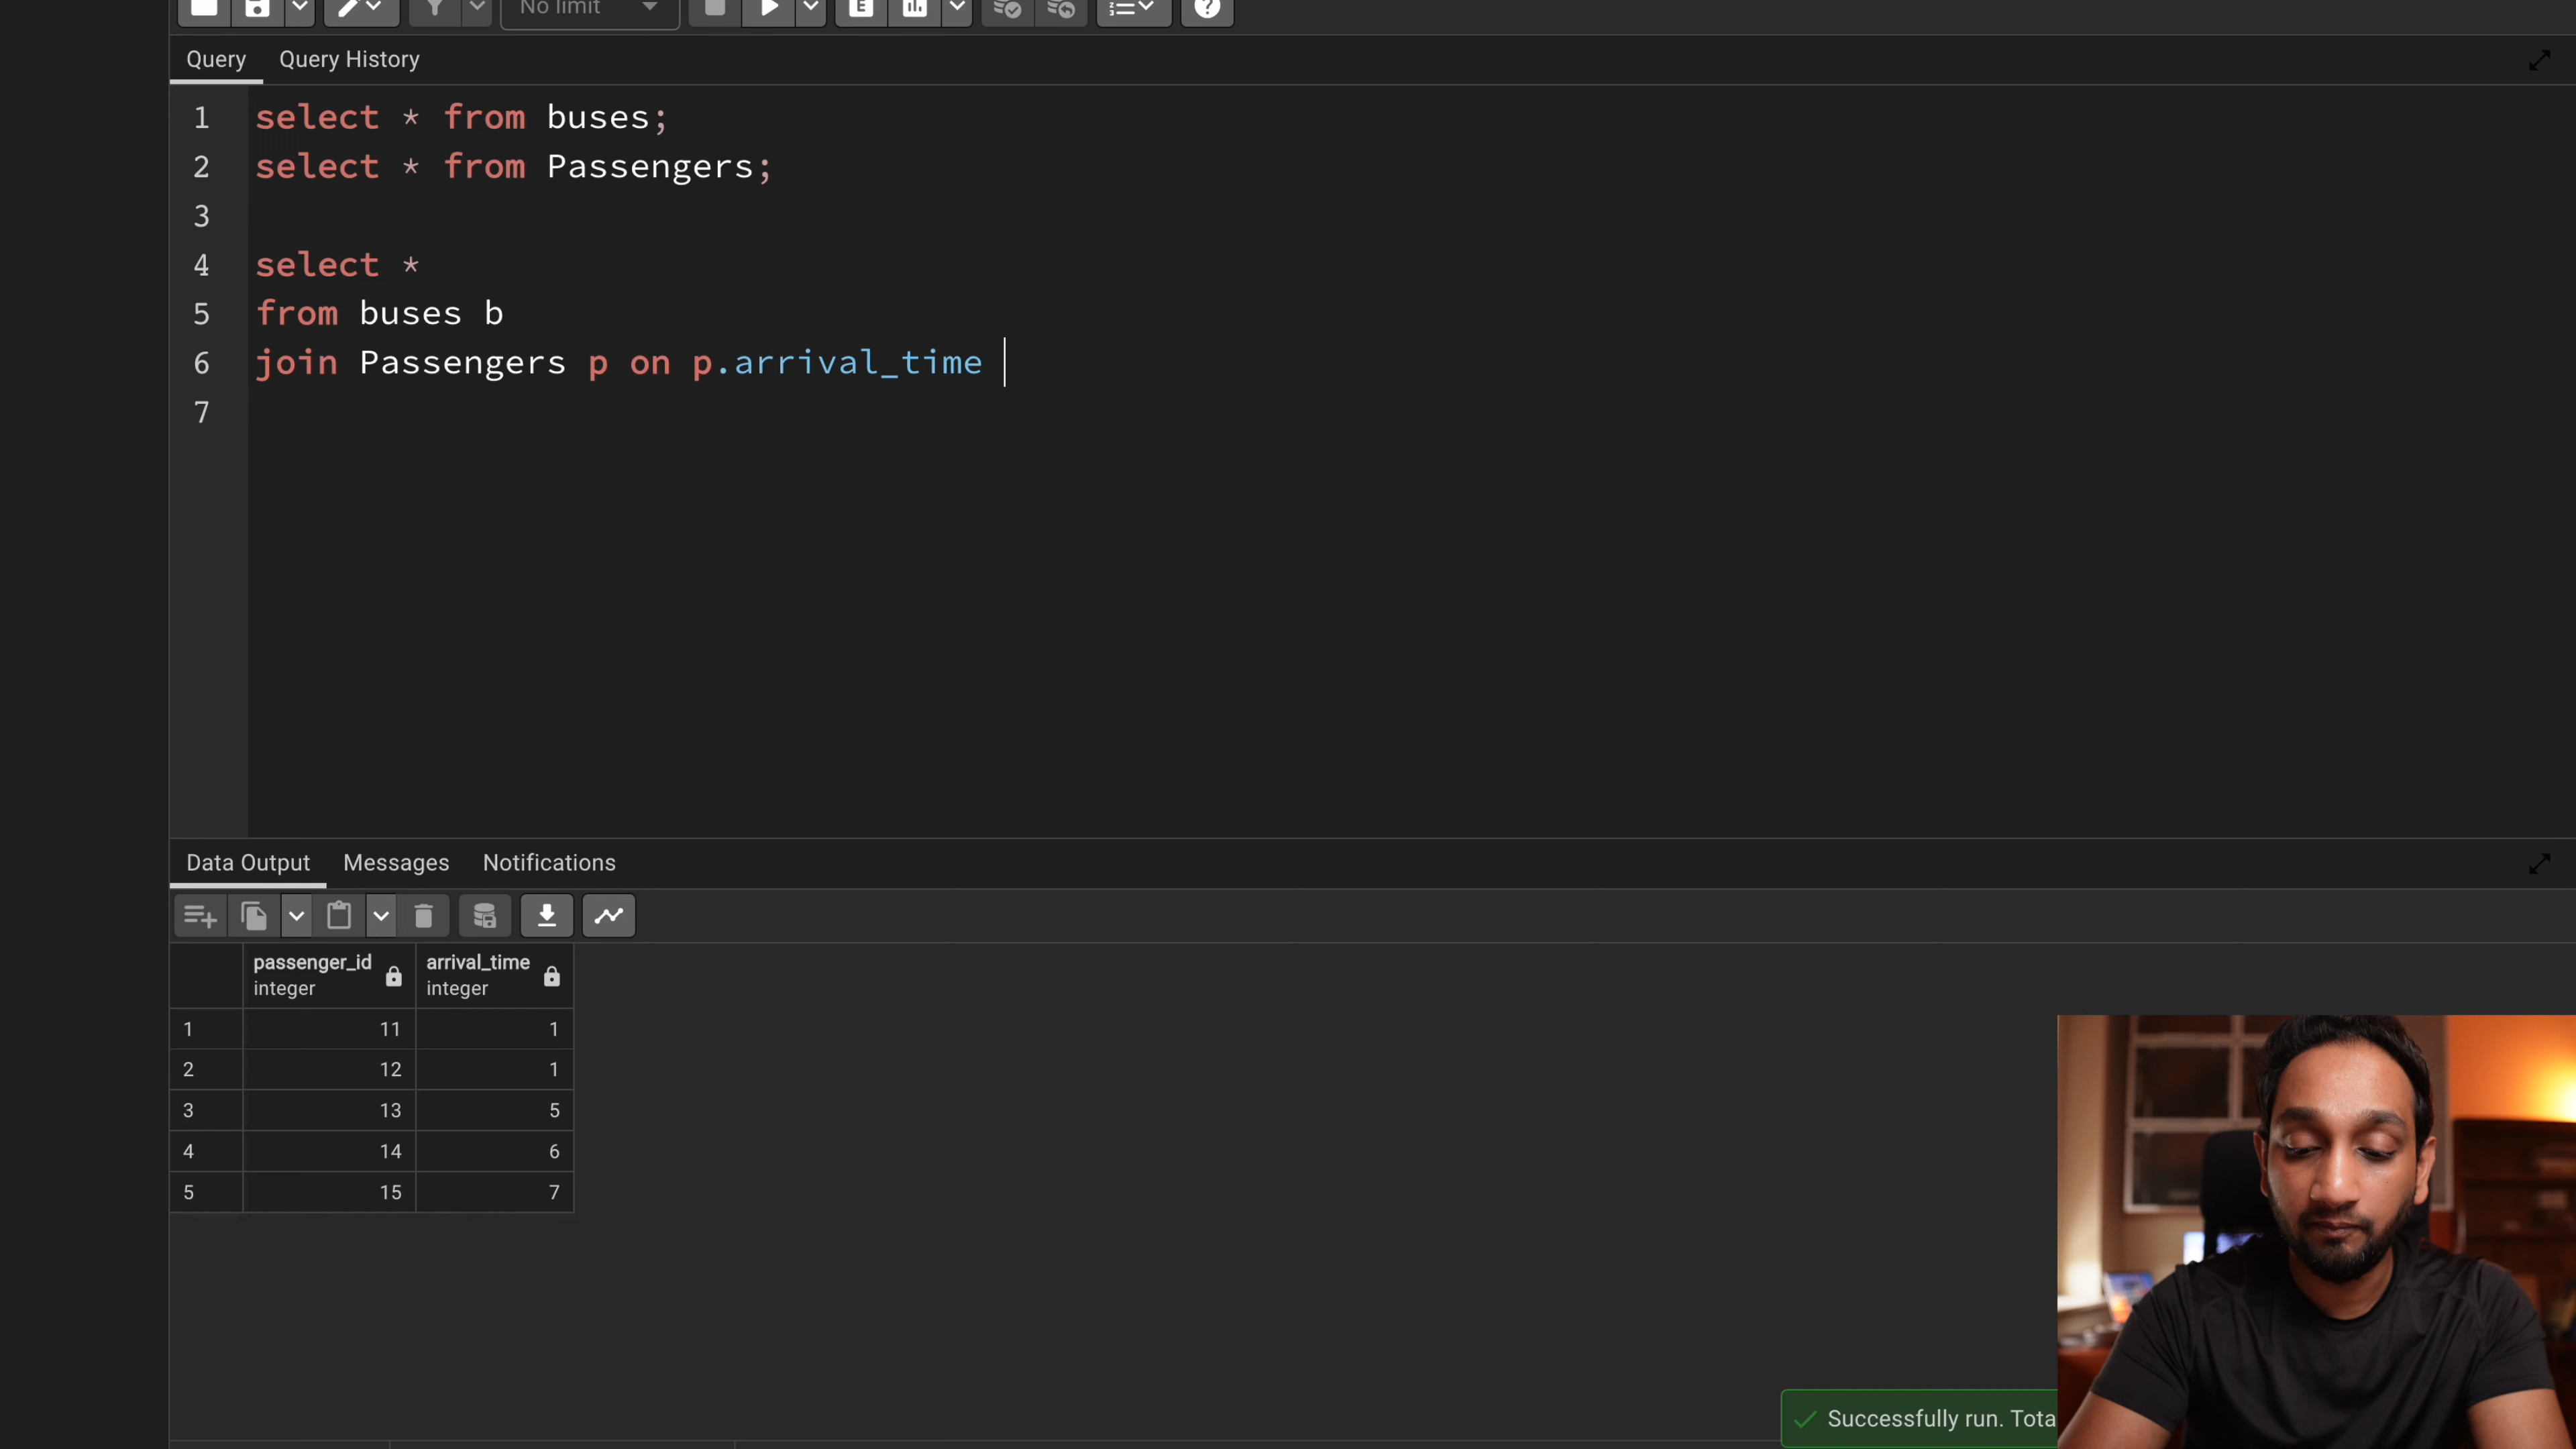 No limit
Query Query History
1 select * from buses;
2 select * from Passengers;
3
4 select *
5 from buses b
6 join Passengers p on p.arrival_time
7
Data Output Messages Notifications
passenger_id arrival_time
integer integer
1 11 1
2 12 1
3 13 5
4 14 6
5 15 7
Successfully run. Tota